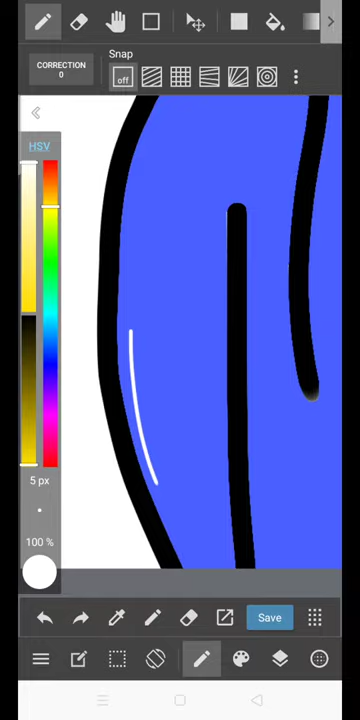 Snap
CORRECTION
0
off
HSV
5 px
100 %
Save